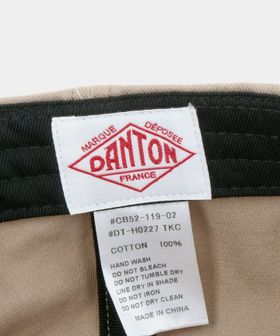 MARQUE DÉPOSÉE
DANTON
FRANCE
#CB52-119-02
#DT-H0227 TKC
COTTON 100%
HAND WASH
DO NOT BLEACH
DO NOT TUMBLE DRY
LINE DRY IN SHADE
DO NOT IRON
DO NOT DRY CLEAN
MADE IN CHINA